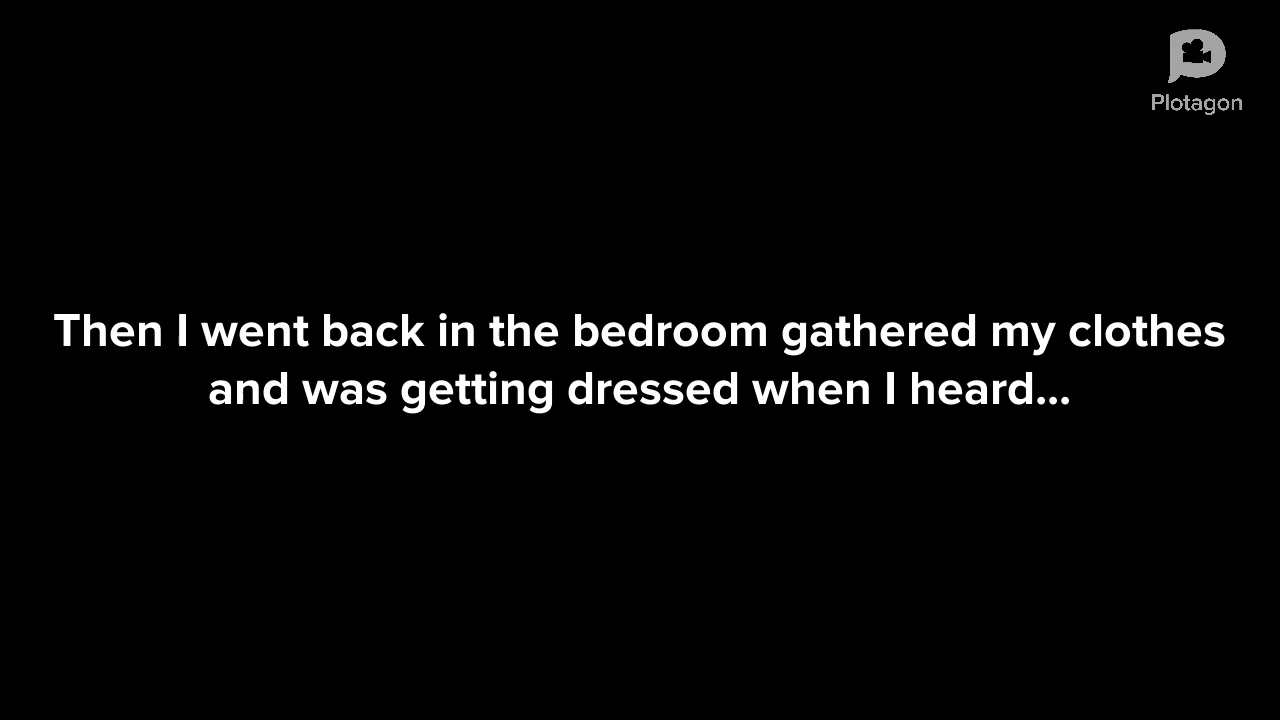 Plotagon
Then I went back in the bedroom gathered my clothes
and was getting dressed when I heard...